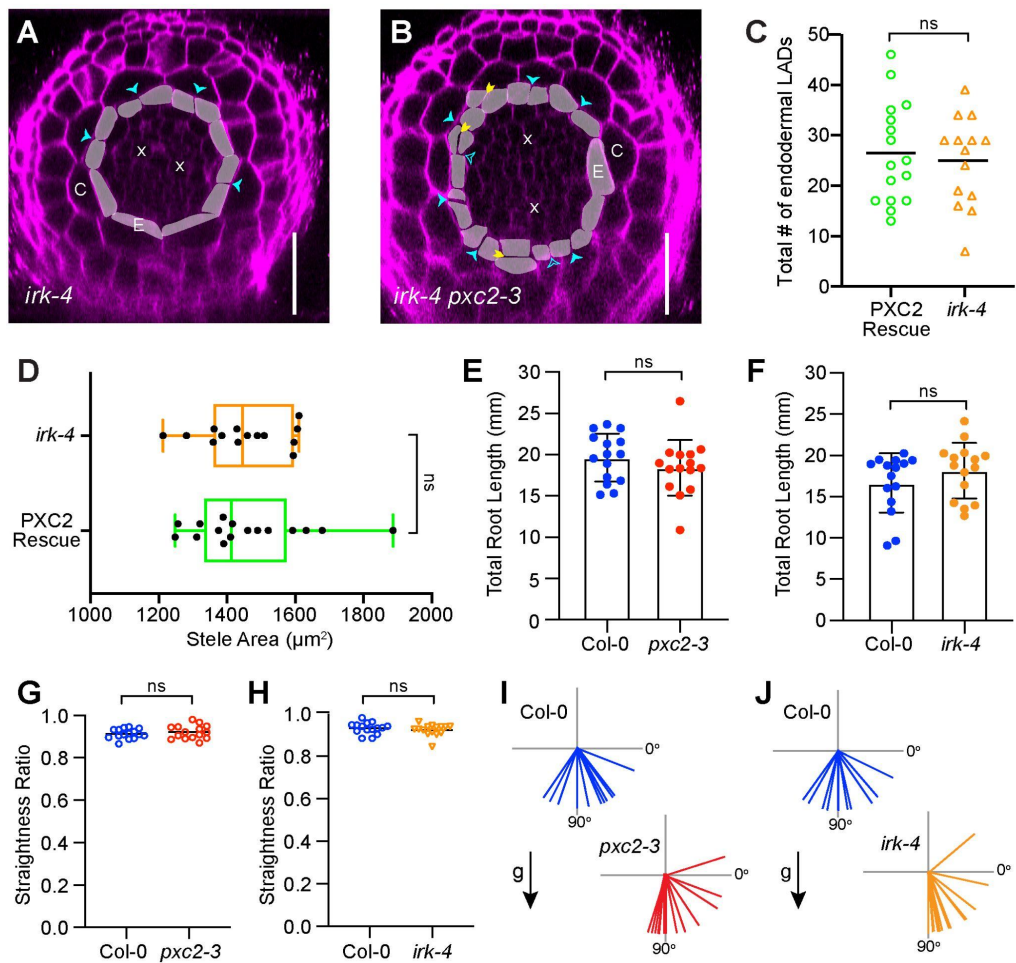 A
x
x
C
E
irk-4
B
x
C
E
x
irk-4 pxc2-3
C
ns
Total # of endodermal LADs
50
40
30
20
10
0
PXC2
Rescue
irk-4
D
irk-4
PXC2
Rescue
ns
1000 1200 1400 1600 1800 2000
Stele Area (µm²)
E
ns
Total Root Length (mm)
30
25
20
15
10
5
0
Col-0 pxc2-3
F
ns
Total Root Length (mm)
30
25
20
15
10
5
0
Col-0 irk-4
G
ns
Straightness Ratio
1.0
0.8
0.6
0.4
0.2
0.0
Col-0 pxc2-3
H
ns
Straightness Ratio
1.0
0.8
0.6
0.4
0.2
0.0
Col-0 irk-4
I
Col-0
0°
90°
pxc2-3
g
0°
90°
J
Col-0
0°
90°
irk-4
g
0°
90°